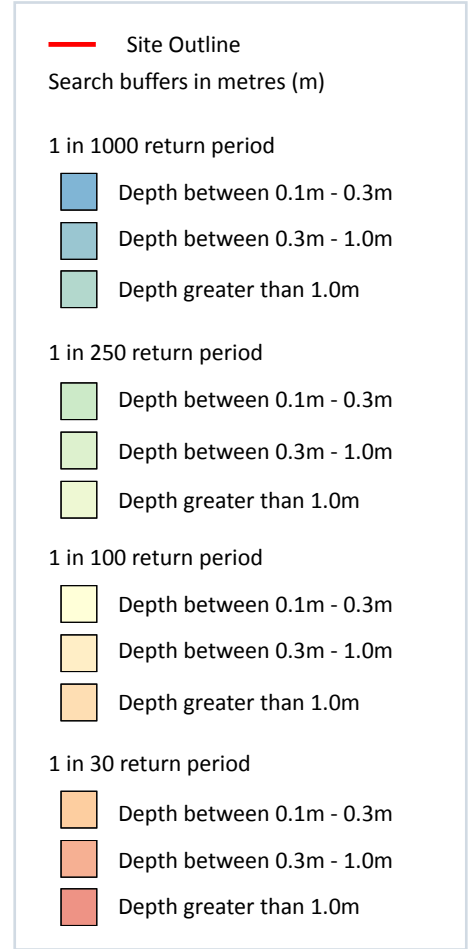 Site Outline
Search buffers in metres (m)
1 in 1000 return period
Depth between 0.1m - 0.3m
Depth between 0.3m - 1.0m
Depth greater than 1.0m
1 in 250 return period
Depth between 0.1m - 0.3m
Depth between 0.3m - 1.0m
Depth greater than 1.0m
1 in 100 return period
Depth between 0.1m - 0.3m
Depth between 0.3m - 1.0m
Depth greater than 1.0m
1 in 30 return period
Depth between 0.1m - 0.3m
Depth between 0.3m - 1.0m
Depth greater than 1.0m